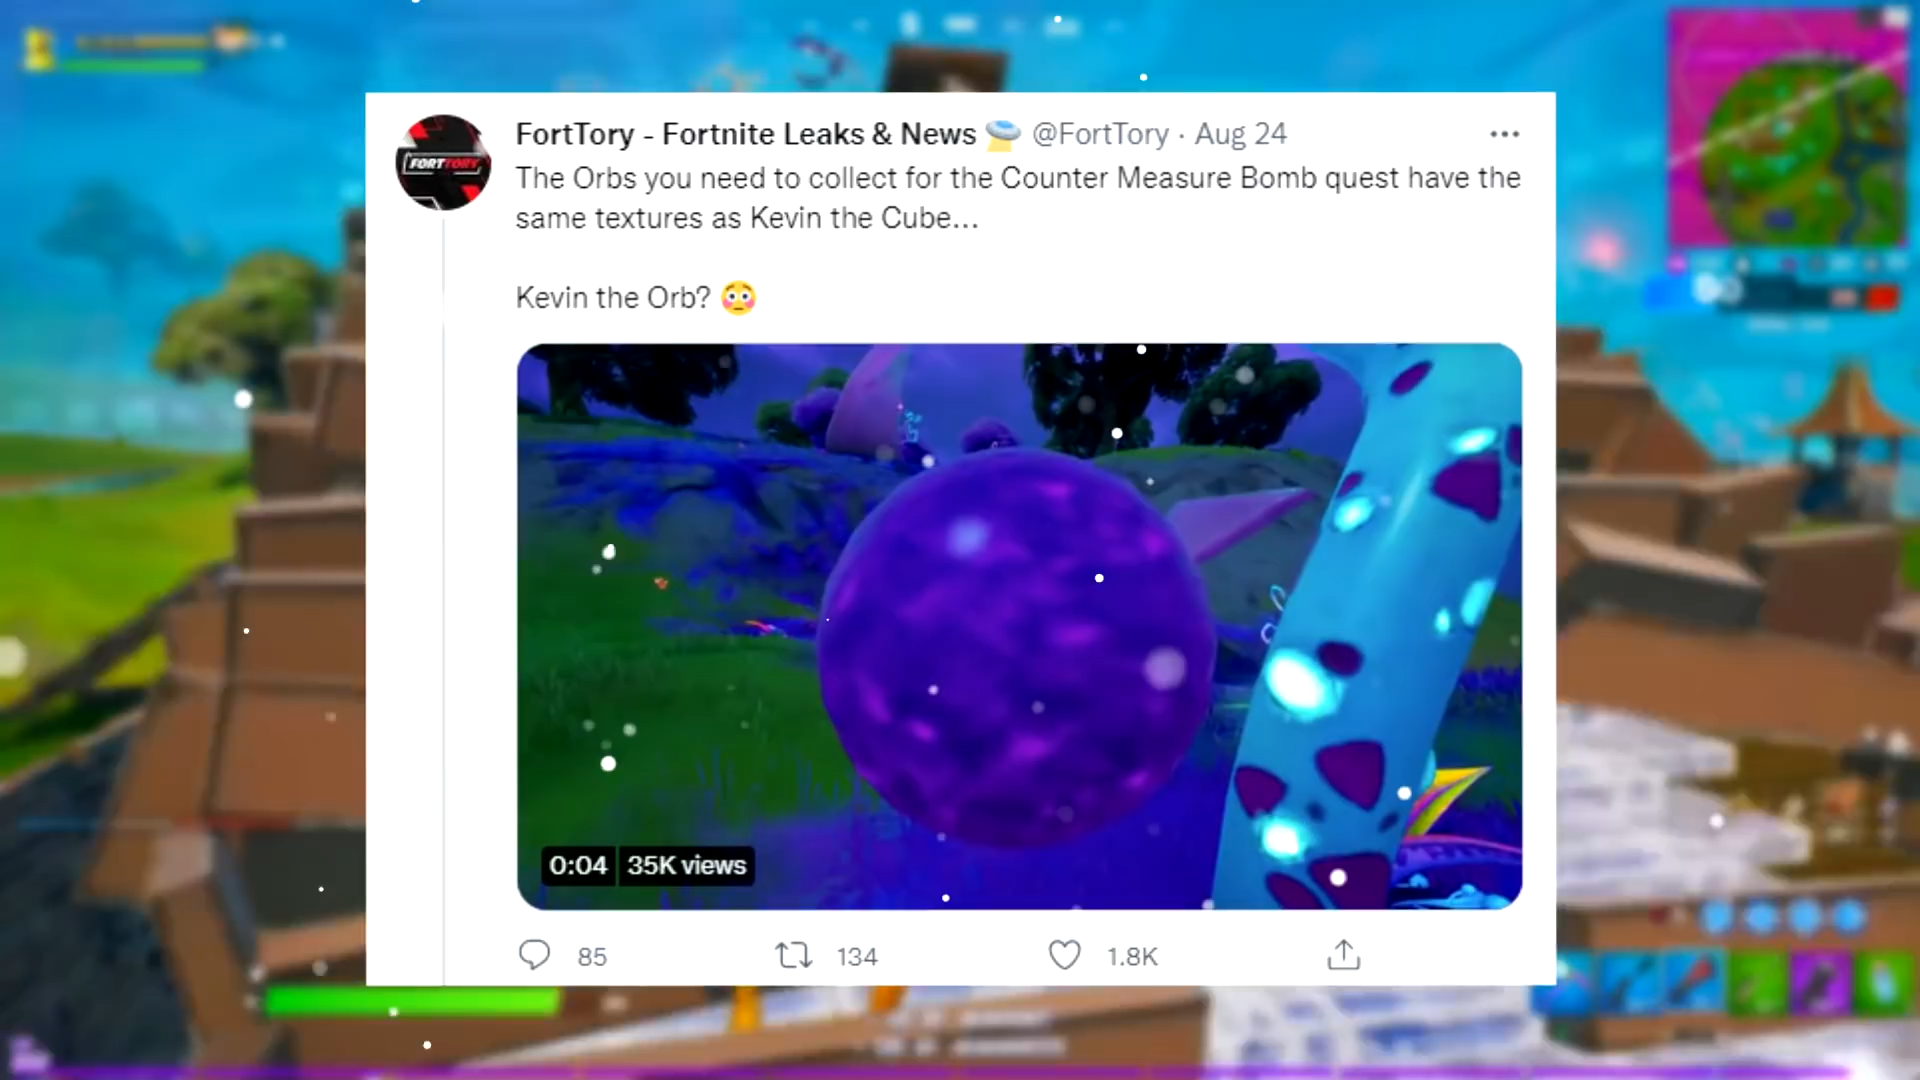 FortTory - Fortnite Leaks & News 🛸 @FortTory · Aug 24
The Orbs you need to collect for the Counter Measure Bomb quest have the
same textures as Kevin the Cube...
Kevin the Orb? 😳
FORTTORY
0:04 35K views
85 134 1.8K